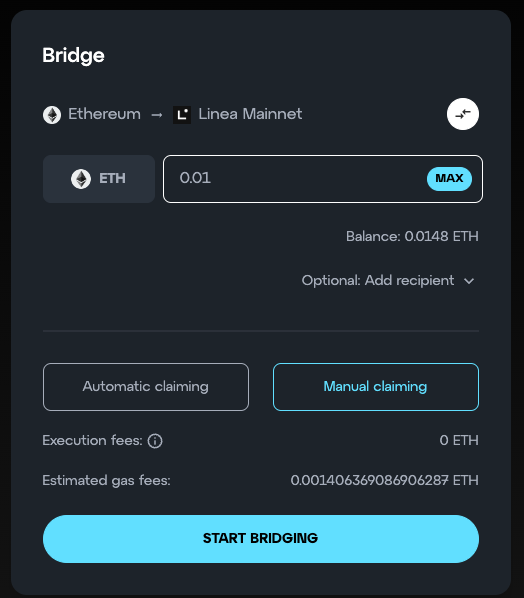 Bridge
Ethereum → Linea Mainnet
ETH 0.01 MAX
Balance: 0.0148 ETH
Optional: Add recipient
Automatic claiming Manual claiming
Execution fees: 0 ETH
Estimated gas fees: 0.001406369086906287 ETH
START BRIDGING